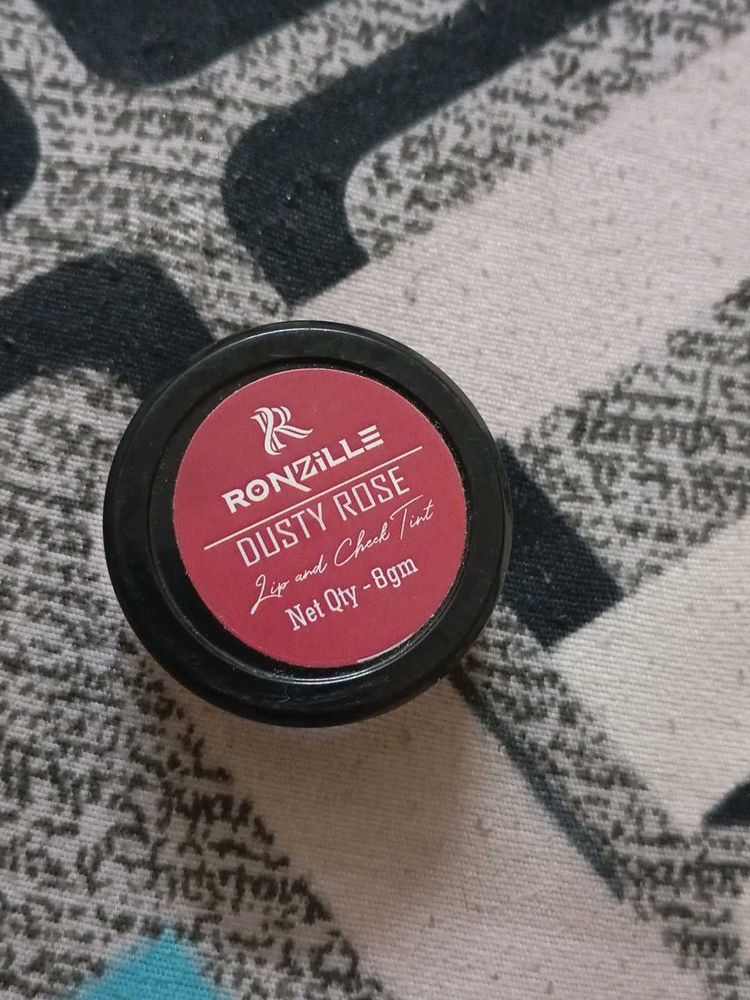 R
RONZiLLE
DUSTY ROSE
Lip and Cheek Tint
Net Qty - 8gm